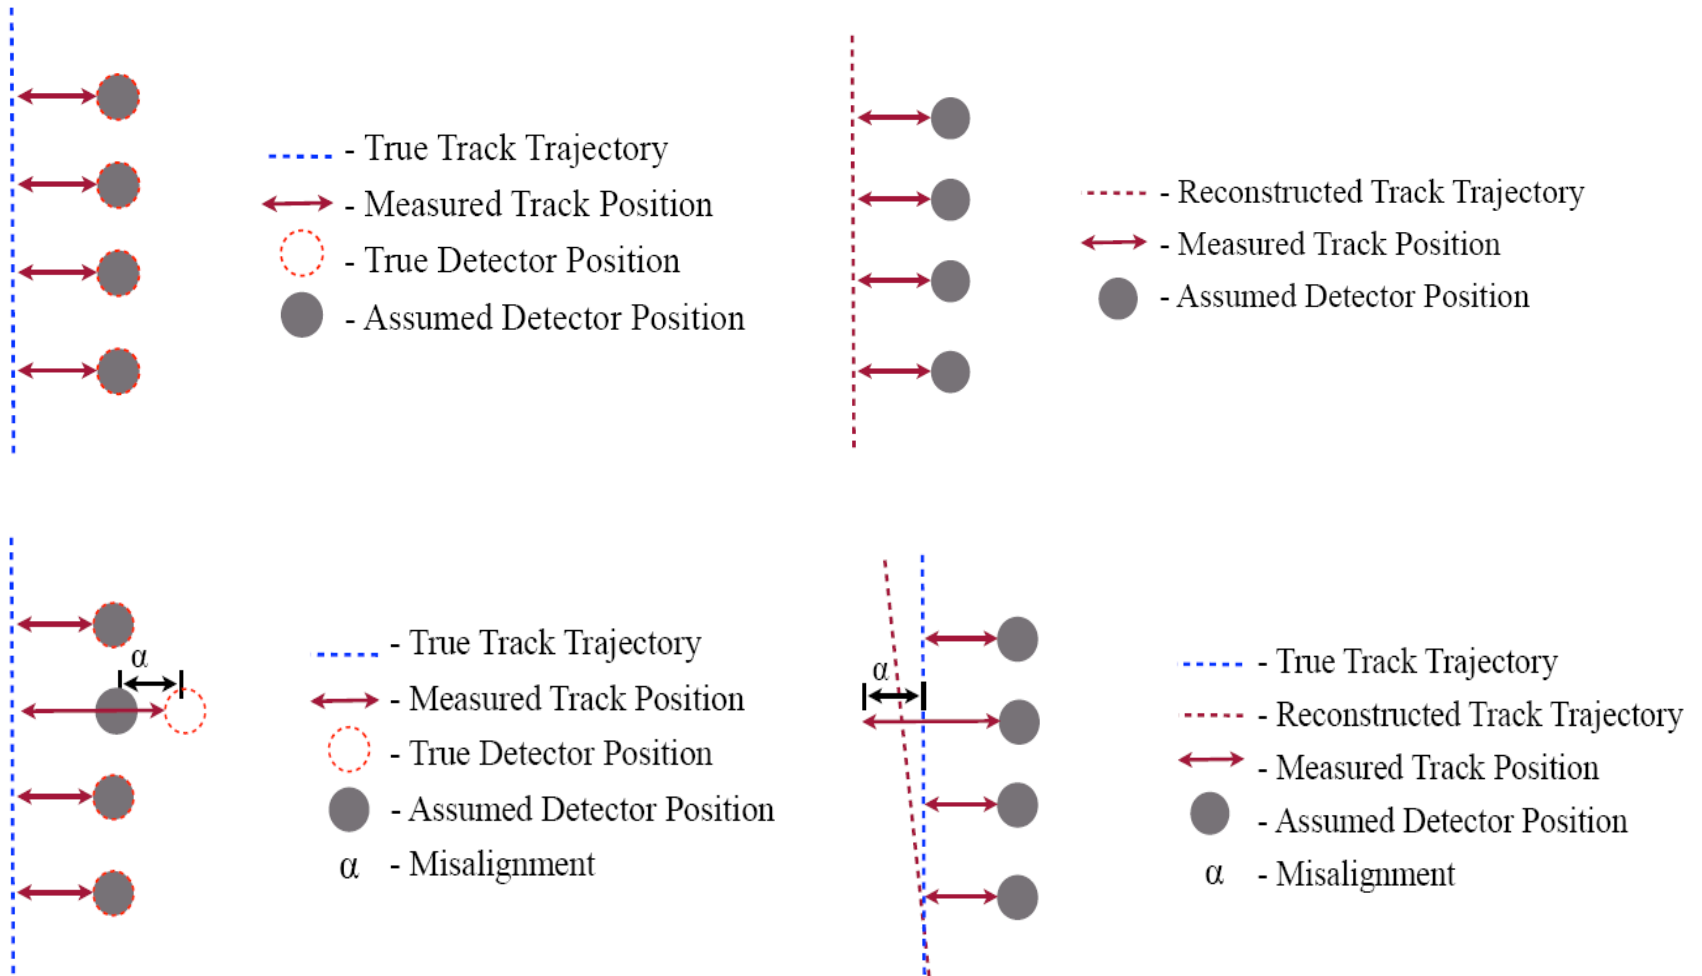 - True Track Trajectory
- Measured Track Position
- True Detector Position
- Assumed Detector Position
- Reconstructed Track Trajectory
- Measured Track Position
- Assumed Detector Position
α
- True Track Trajectory
- Measured Track Position
- True Detector Position
- Assumed Detector Position
α - Misalignment
α
- True Track Trajectory
- Reconstructed Track Trajectory
- Measured Track Position
- Assumed Detector Position
α - Misalignment